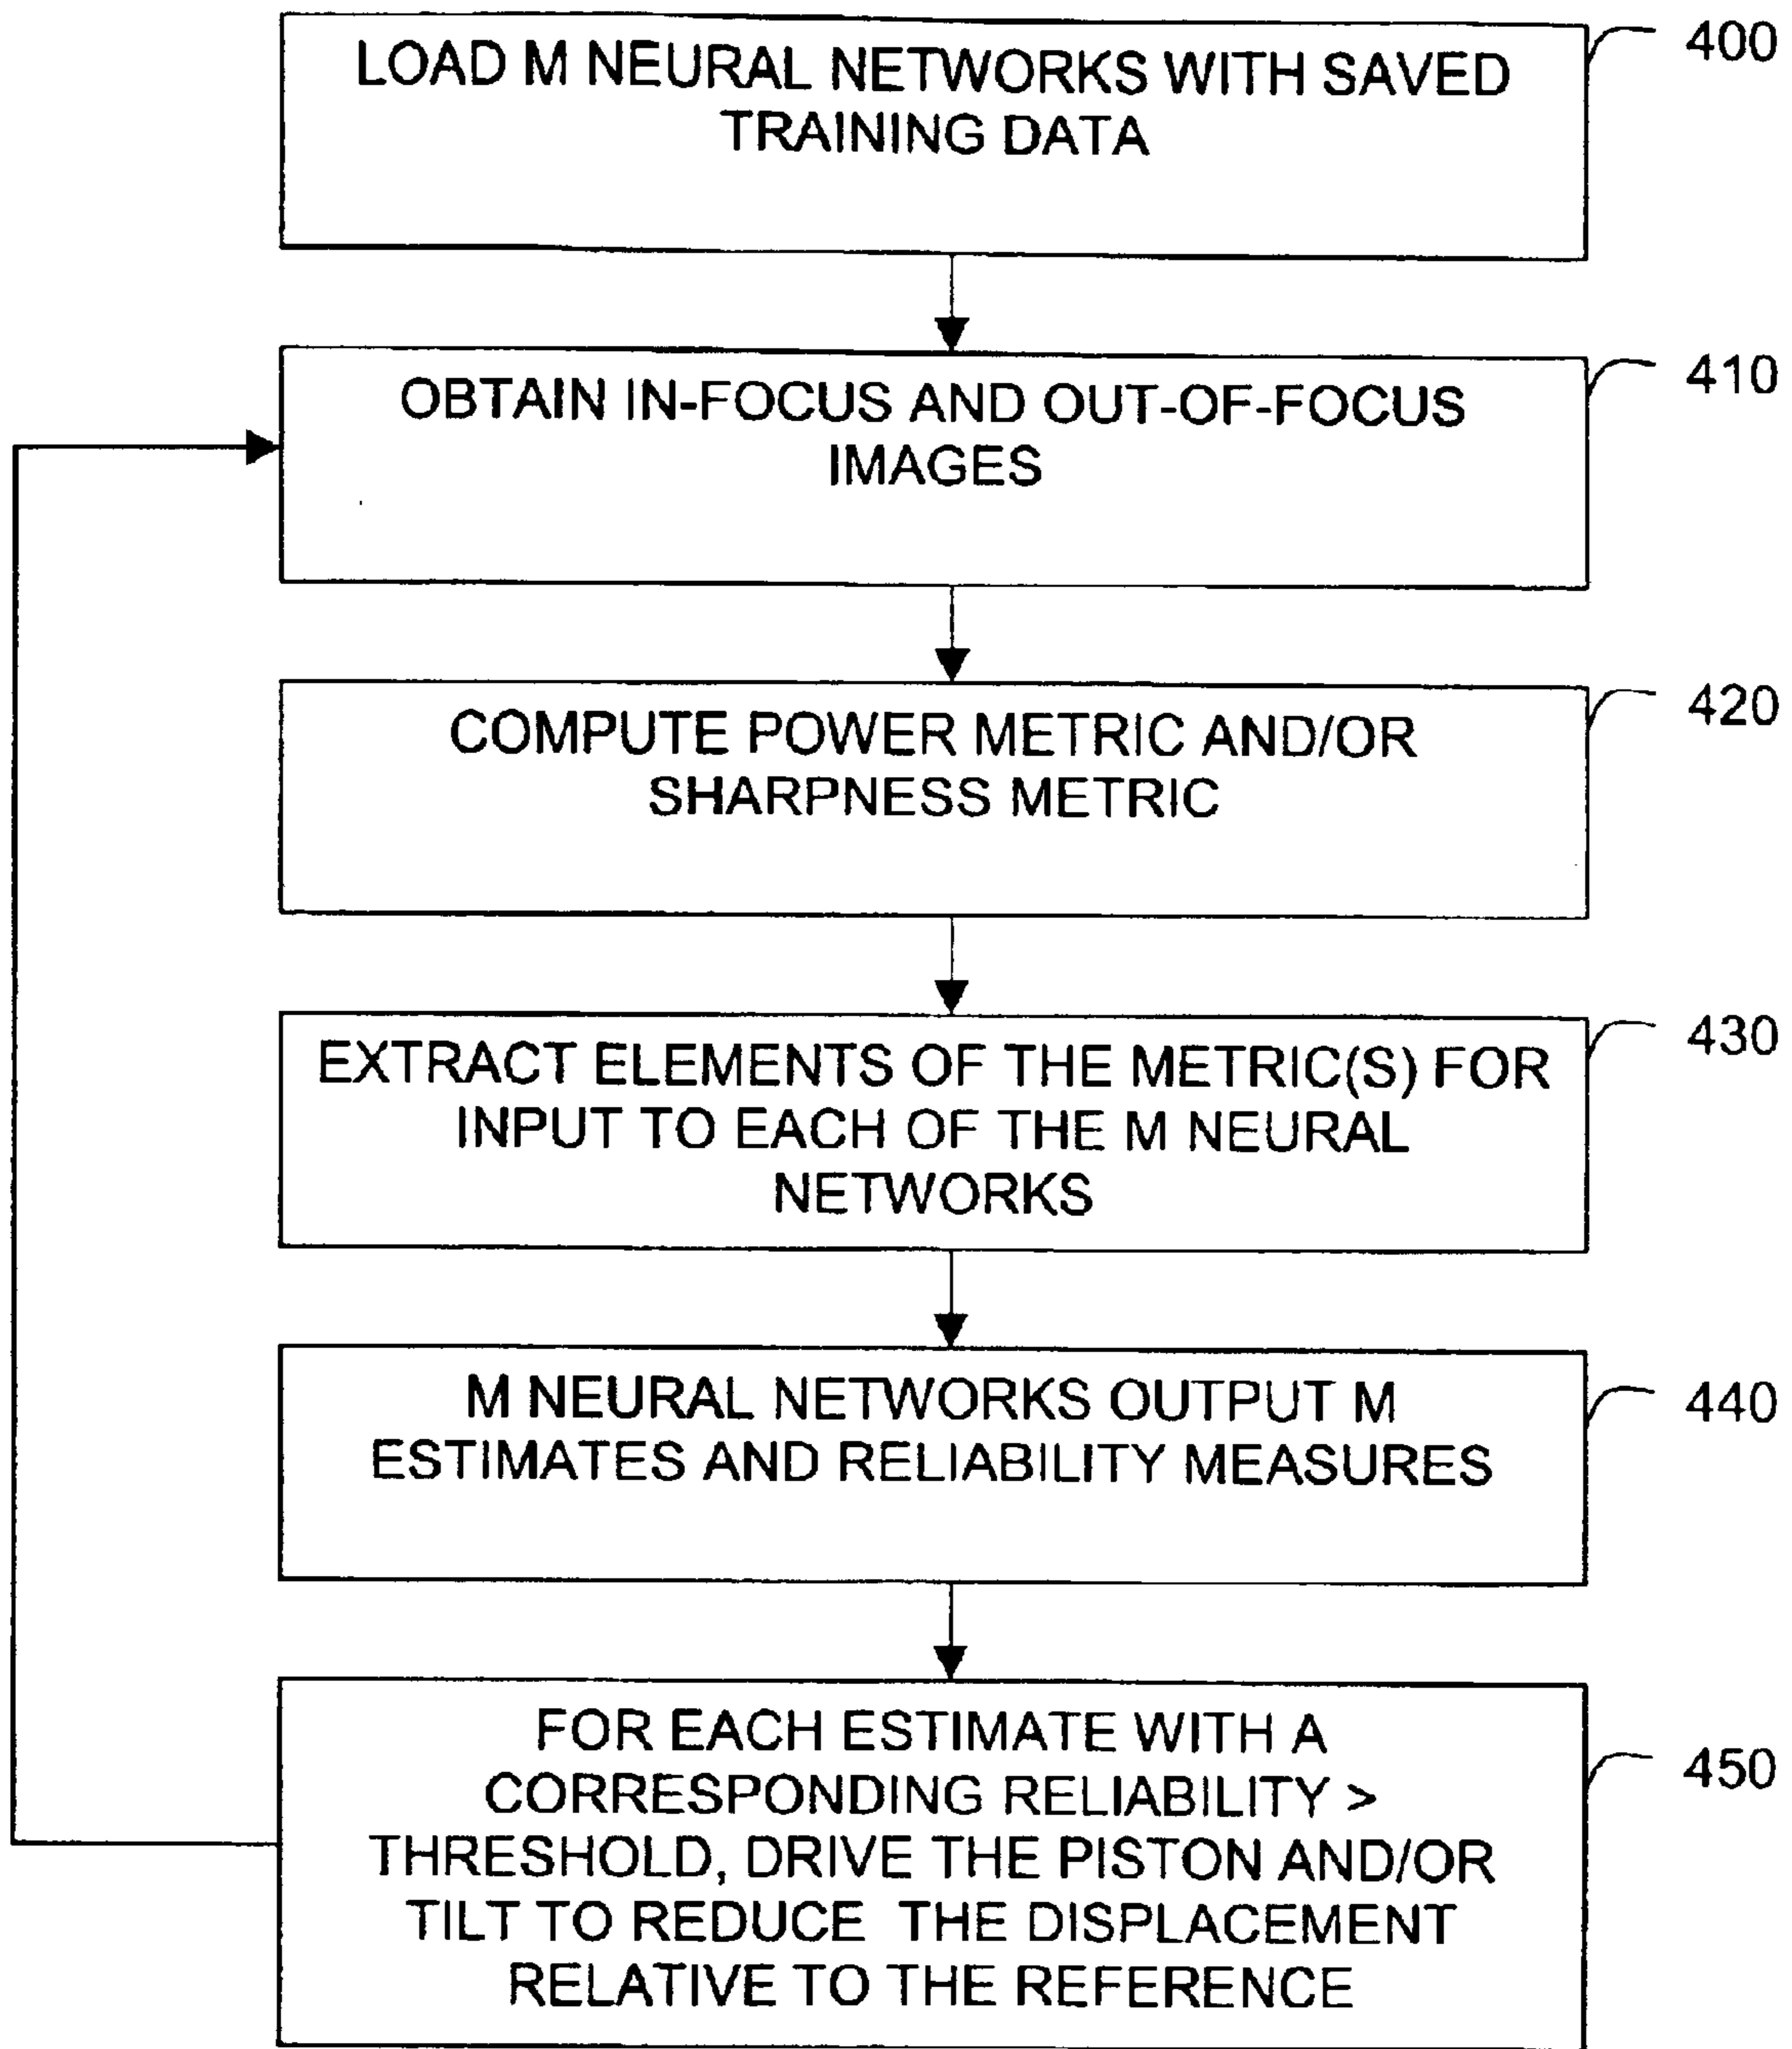 400
LOAD M NEURAL NETWORKS WITH SAVED
TRAINING DATA
410
OBTAIN IN-FOCUS AND OUT-OF-FOCUS
IMAGES
420
COMPUTE POWER METRIC AND/OR
SHARPNESS METRIC
430
EXTRACT ELEMENTS OF THE METRIC(S) FOR
INPUT TO EACH OF THE M NEURAL
NETWORKS
440
M NEURAL NETWORKS OUTPUT M
ESTIMATES AND RELIABILITY MEASURES
450
FOR EACH ESTIMATE WITH A
CORRESPONDING RELIABILITY >
THRESHOLD, DRIVE THE PISTON AND/OR
TILT TO REDUCE THE DISPLACEMENT
RELATIVE TO THE REFERENCE